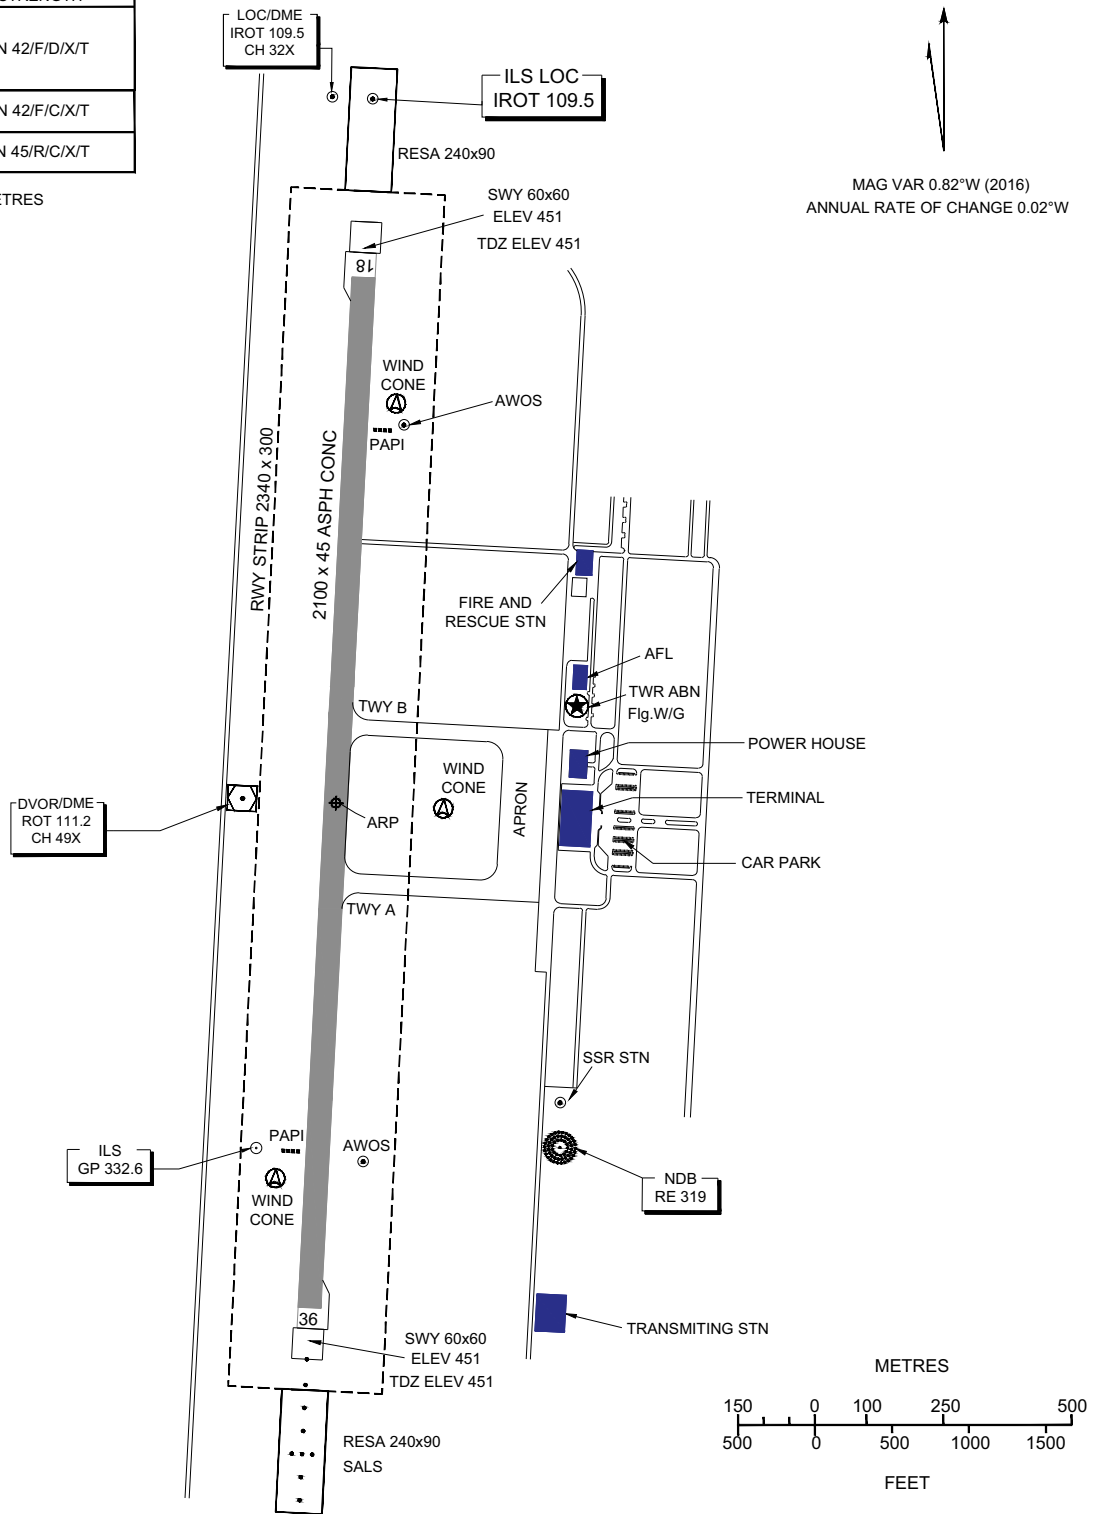 N 42/F/D/X/T
N 42/F/C/X/T
N 45/R/C/X/T
ETRES
LOC/DME
IROT 109.5
CH 32X
ILS LOC
IROT 109.5
RESA 240x90
MAG VAR 0.82°W (2016)
ANNUAL RATE OF CHANGE 0.02°W
SWY 60x60
ELEV 451
TDZ ELEV 451
18
WIND
CONE
AWOS
PAPI
RWY STRIP 2340 x 300
2100 x 45 ASPH CONC
FIRE AND
RESCUE STN
AFL
TWR ABN
Flg.W/G
TWY B
POWER HOUSE
WIND
CONE
APRON
TERMINAL
DVOR/DME
ROT 111.2
CH 49X
ARP
CAR PARK
TWY A
SSR STN
PAPI
AWOS
ILS
GP 332.6
WIND
CONE
NDB
RE 319
36
TRANSMITING STN
SWY 60x60
ELEV 451
TDZ ELEV 451
RESA 240x90
SALS
METRES
150 0 100 250 500
500 0 500 1000 1500
FEET